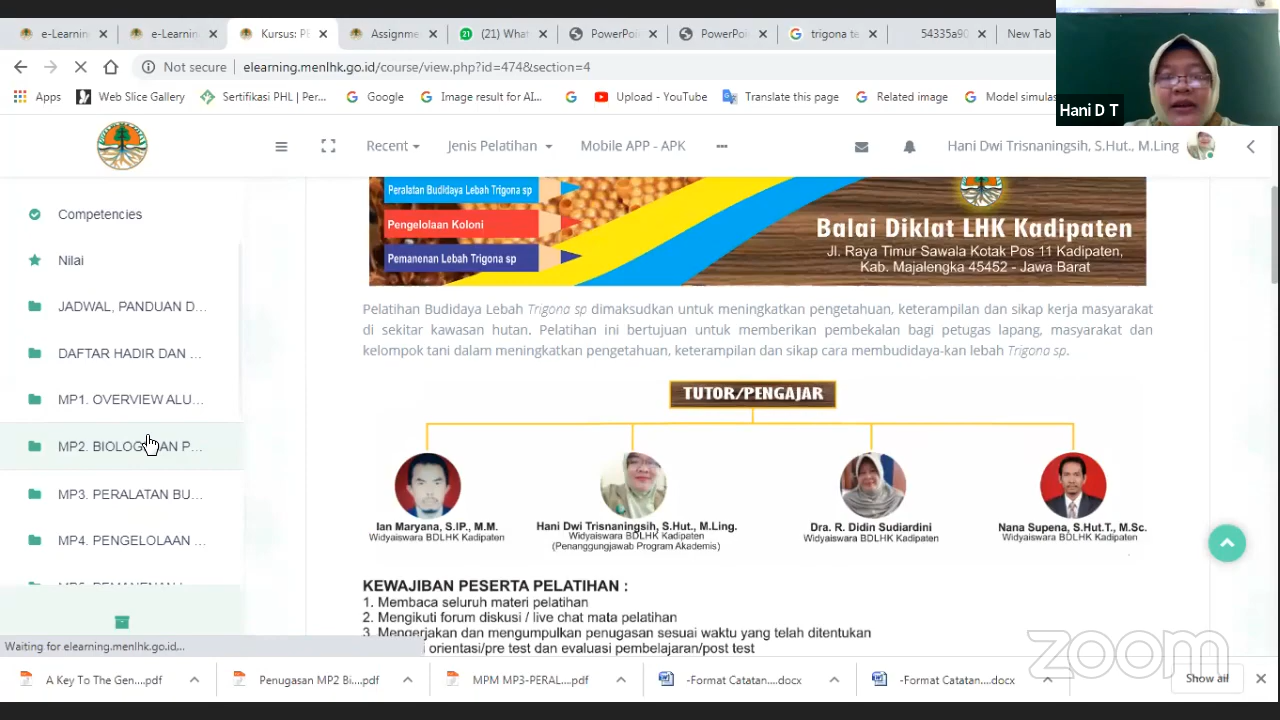 e-Learnin
e-Learnin
Kursus: PE
Assignme
(21) What
PowerPoi
PowerPoi
trigona te
54335a90
New Tab
Not secure
elearning.menlhk.go.id/course/view.php?id=474&section=4
Apps
Web Slice Gallery
Sertifikasi PHL | Per...
Google
Image result for AI...
Upload - YouTube
Translate this page
Related image
Model simulas
Hani D T
Recent
Jenis Pelatihan
Mobile APP - APK
Hani Dwi Trisnaningsih, S.Hut., M.Ling
Competencies
Nilai
JADWAL, PANDUAN D...
DAFTAR HADIR DAN ...
MP1. OVERVIEW ALU...
MP2. BIOLOGI DAN P...
MP3. PERALATAN BU...
MP4. PENGELOLAAN ...
Peralatan Budidaya Lebah Trigona sp
Pengelolaan Koloni
Pemanenan Lebah Trigona sp
Balai Diklat LHK Kadipaten
Jl. Raya Timur Sawala Kotak Pos 11 Kadipaten,
Kab. Majalengka 45452 - Jawa Barat
Pelatihan Budidaya Lebah Trigona sp dimaksudkan untuk meningkatkan pengetahuan, keterampilan dan sikap kerja masyarakat
di sekitar kawasan hutan. Pelatihan ini bertujuan untuk memberikan pembekalan bagi petugas lapang, masyarakat dan
kelompok tani dalam meningkatkan pengetahuan, keterampilan dan sikap cara membudidaya-kan lebah Trigona sp.
TUTOR/PENGAJAR
Ian Maryana, S.IP., M.M.
Widyaiswara BDLHK Kadipaten
Hani Dwi Trisnaningsih, S.Hut., M.Ling.
Widyaiswara BDLHK Kadipaten
(Penanggungjawab Program Akademis)
Dra. R. Didin Sudiardini
Widyaiswara BDLHK Kadipaten
Nana Supena, S.Hut.T., M.Sc.
Widyaiswara BDLHK Kadipaten
KEWAJIBAN PESERTA PELATIHAN :
1. Membaca seluruh materi pelatihan
2. Mengikuti forum diskusi / live chat mata pelatihan
3. Mengerjakan dan mengumpulkan penugasan sesuai waktu yang telah ditentukan
orientasi/pre test dan evaluasi pembelajaran/post test
Waiting for elearning.menlhk.go.id...
zoom
A Key To The Gen....pdf
Penugasan MP2 Bi....pdf
MPM MP3-PERAL....pdf
-Format Catatan....docx
-Format Catatan....docx
Show all